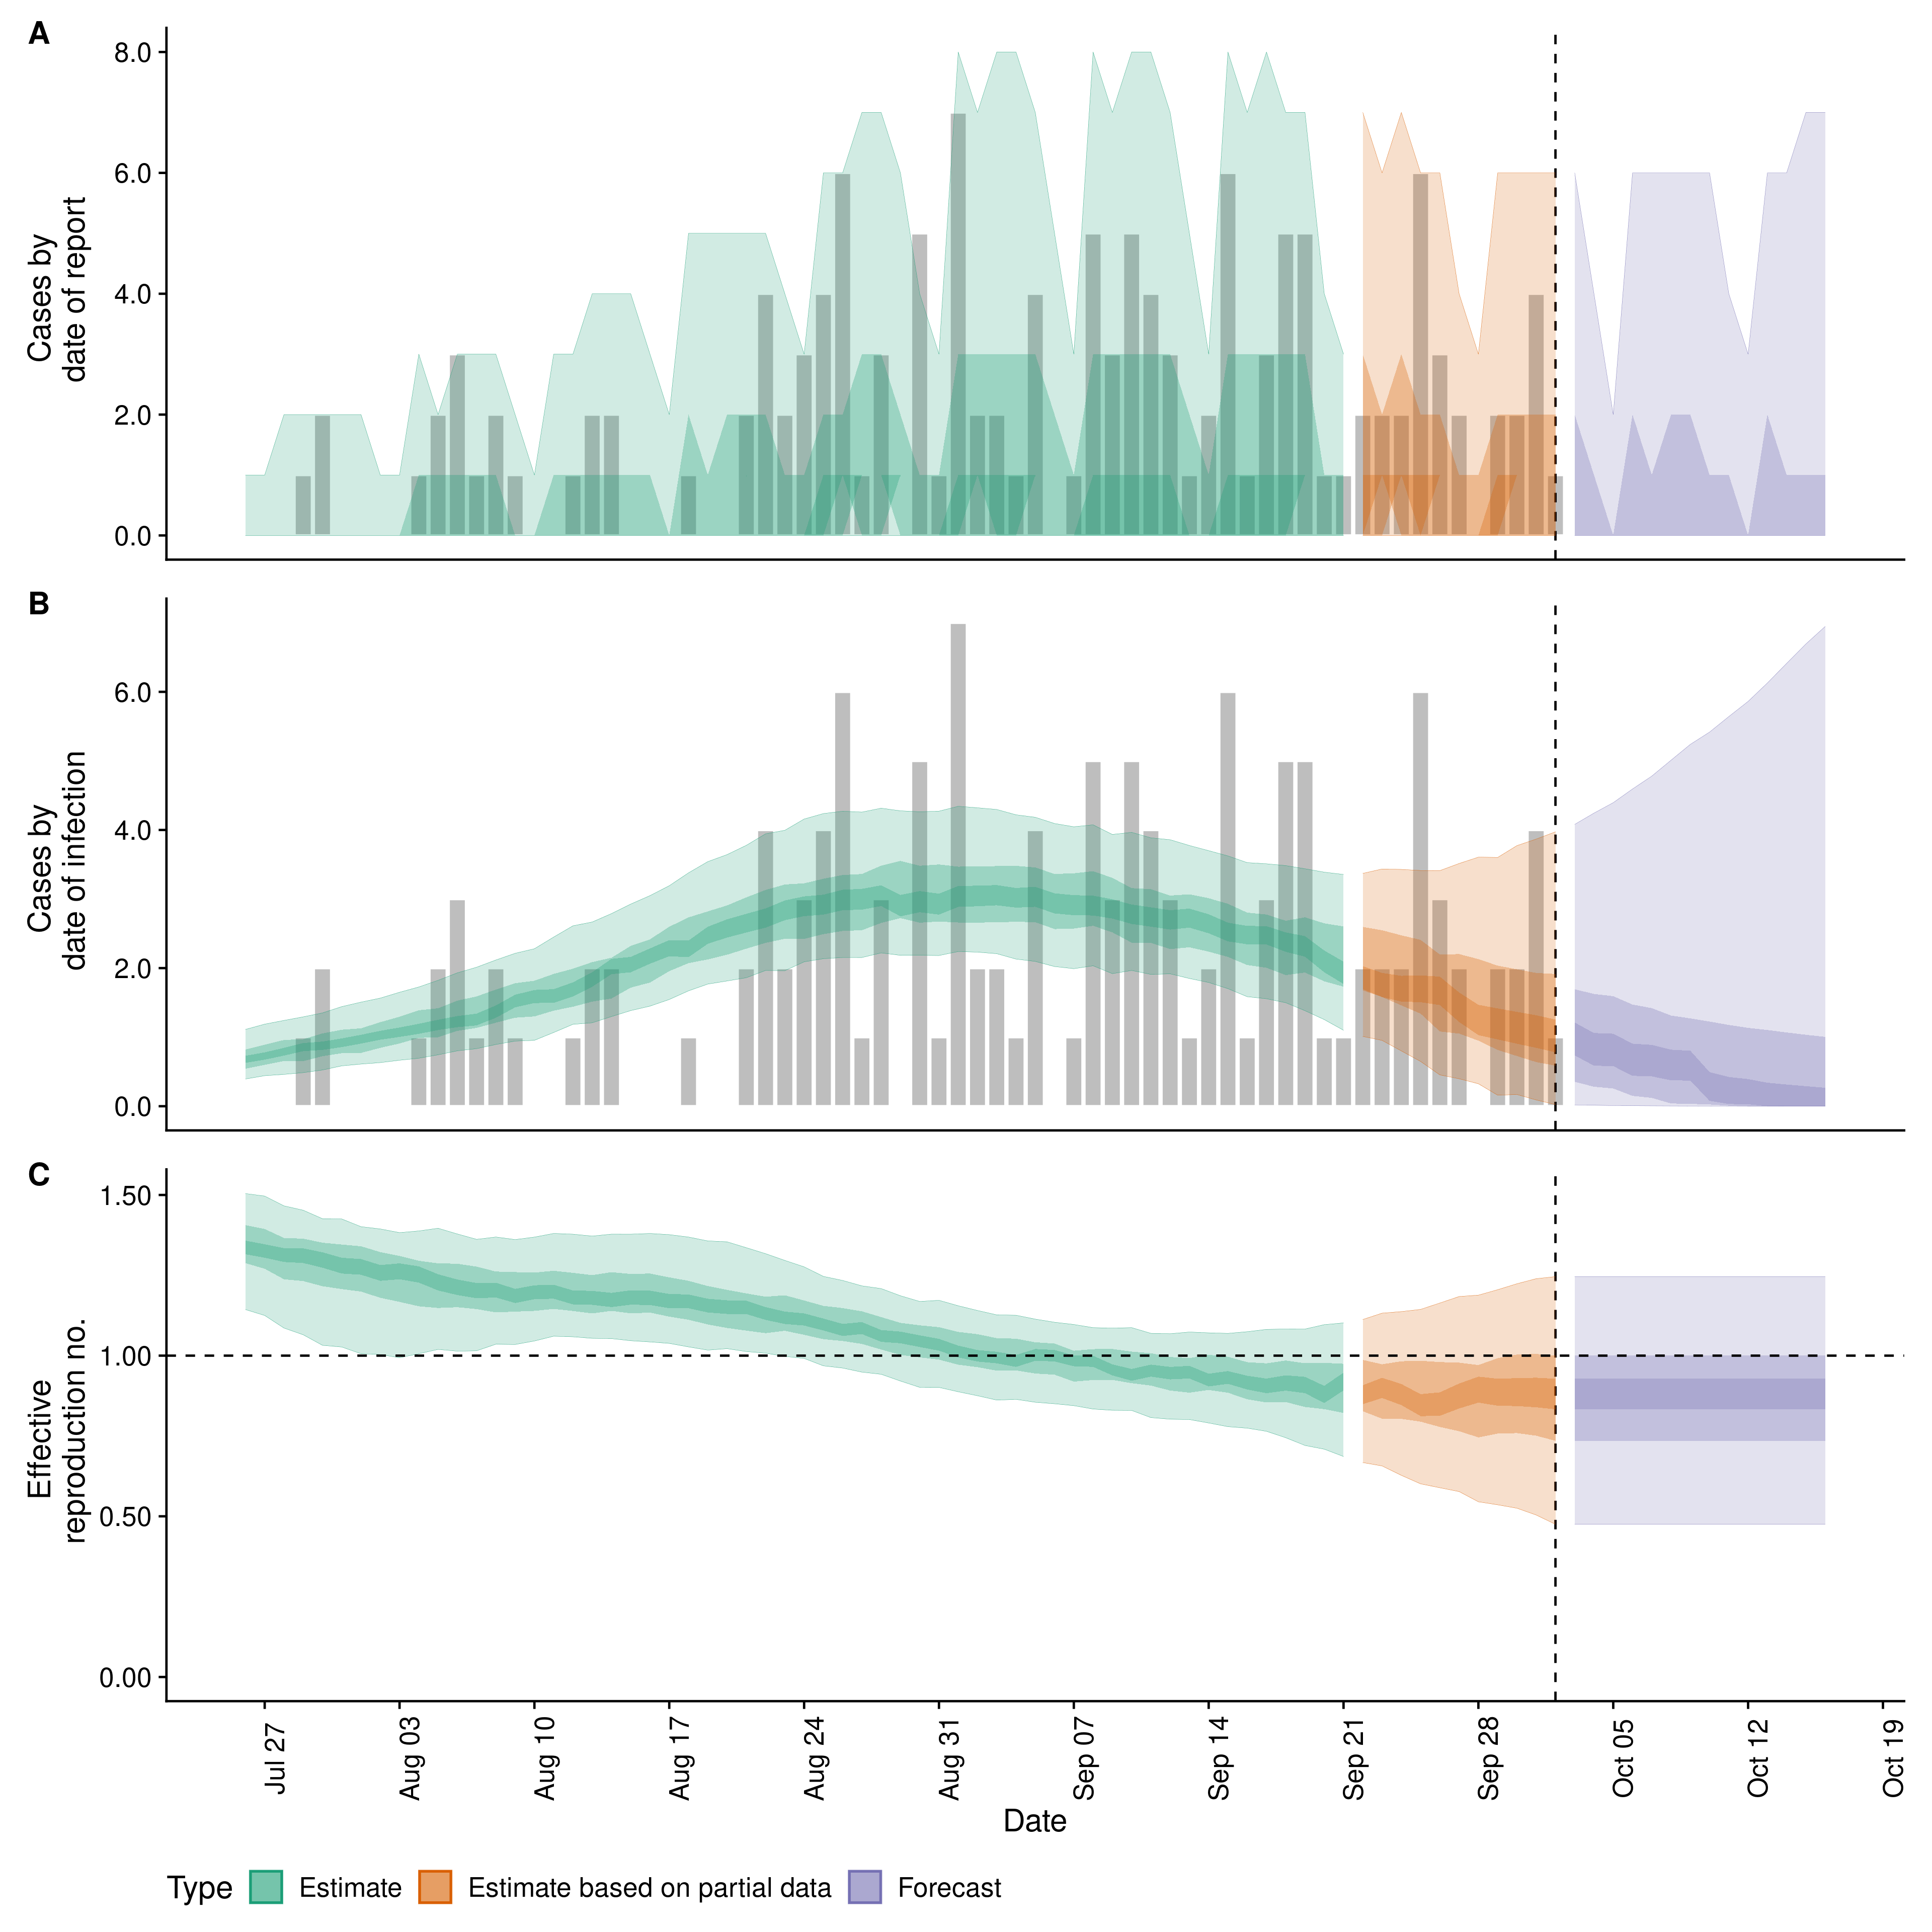 A
8.0
6.0
4.0
2.0
0.0
Cases by
date of report
B
6.0
4.0
2.0
0.0
Cases by
date of infection
C
1.50
1.00
0.50
0.00
Effective
reproduction no.
Jul 27
Aug 03
Aug 10
Aug 17
Aug 24
Aug 31
Sep 07
Sep 14
Sep 21
Sep 28
Oct 05
Oct 12
Oct 19
Date
Type
Estimate
Estimate based on partial data
Forecast